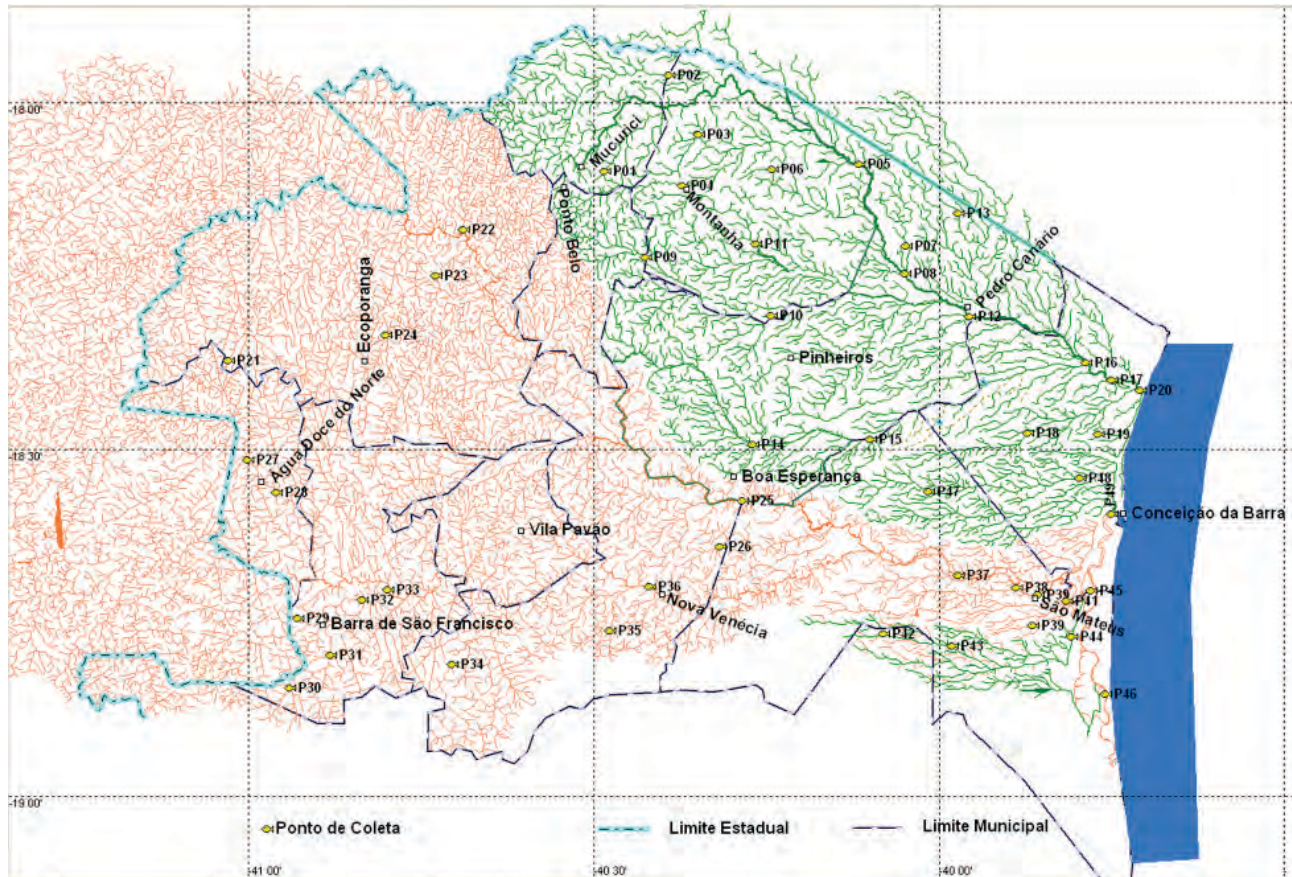 P02
-18 00'
P03
Mucurici
P01
P04
P06
P05
Montanha
Ponto Belo
P13
P22
P11
P07
Pedro Canário
P09
P23
P08
Ecoporanga
P10
P12
P24
Pinheiros
P21
P16
P17
P20
Agua Doce do Norte
P14
P15
P18
P19
-18 30'
P27
Boa Esperança
P48
P28
P25
P47
P49
Conceição da Barra
Vila Pavão
P26
P37
P36
P38
P33
P32
P39
P45
P41
Nova Venécia
São Mateus
P29
Barra de São Francisco
P35
P42
P39
P44
P31
P34
P43
P30
P46
-19 00'
Ponto de Coleta
Limite Estadual
Limite Municipal
41 00'
40 30'
40 00'